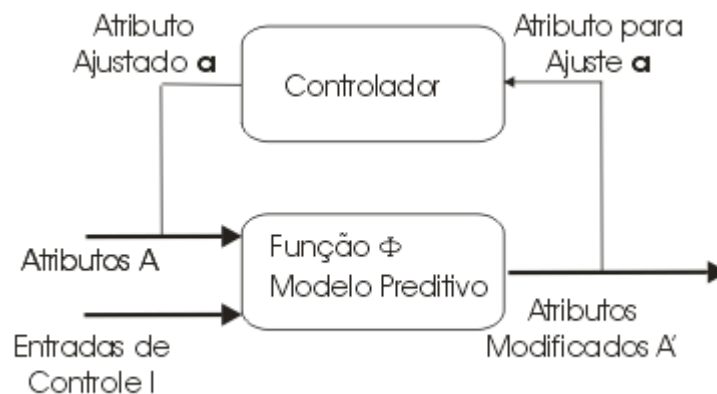 Atributo
Ajustado α
Controlador
Atributo para
Ajuste α
Atributos A
Função Φ
Modelo Preditivo
Entradas de
Controle I
Atributos
Modificados A'